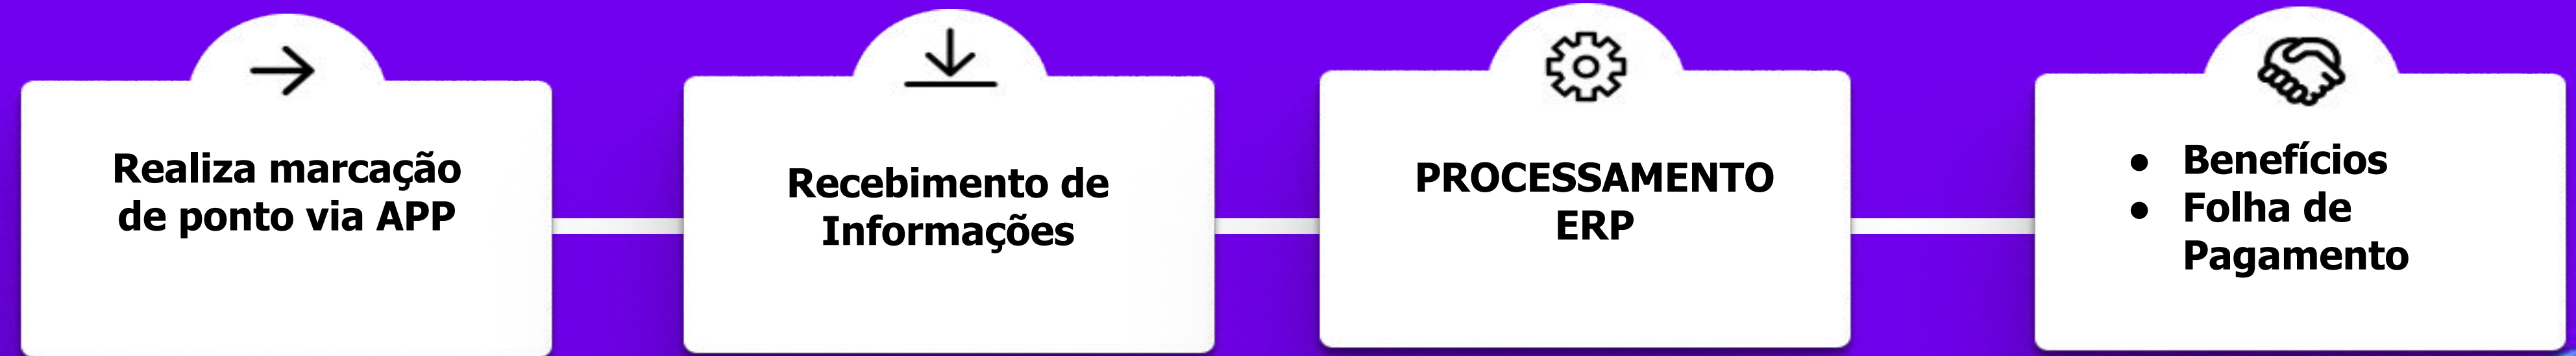 Realiza marcação
de ponto via APP
Recebimento de
Informações
PROCESSAMENTO
ERP
● Benefícios
● Folha de
Pagamento